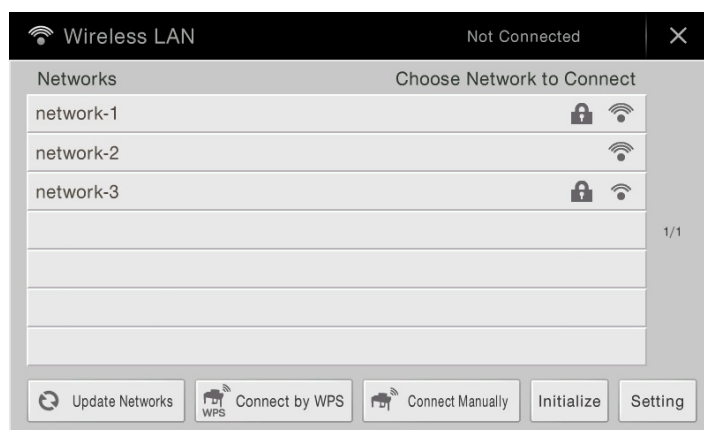 Wireless LAN Not Connected
Networks Choose Network to Connect
network-1
network-2
network-3
1/1
Update Networks WPS Connect by WPS Connect Manually Initialize Setting